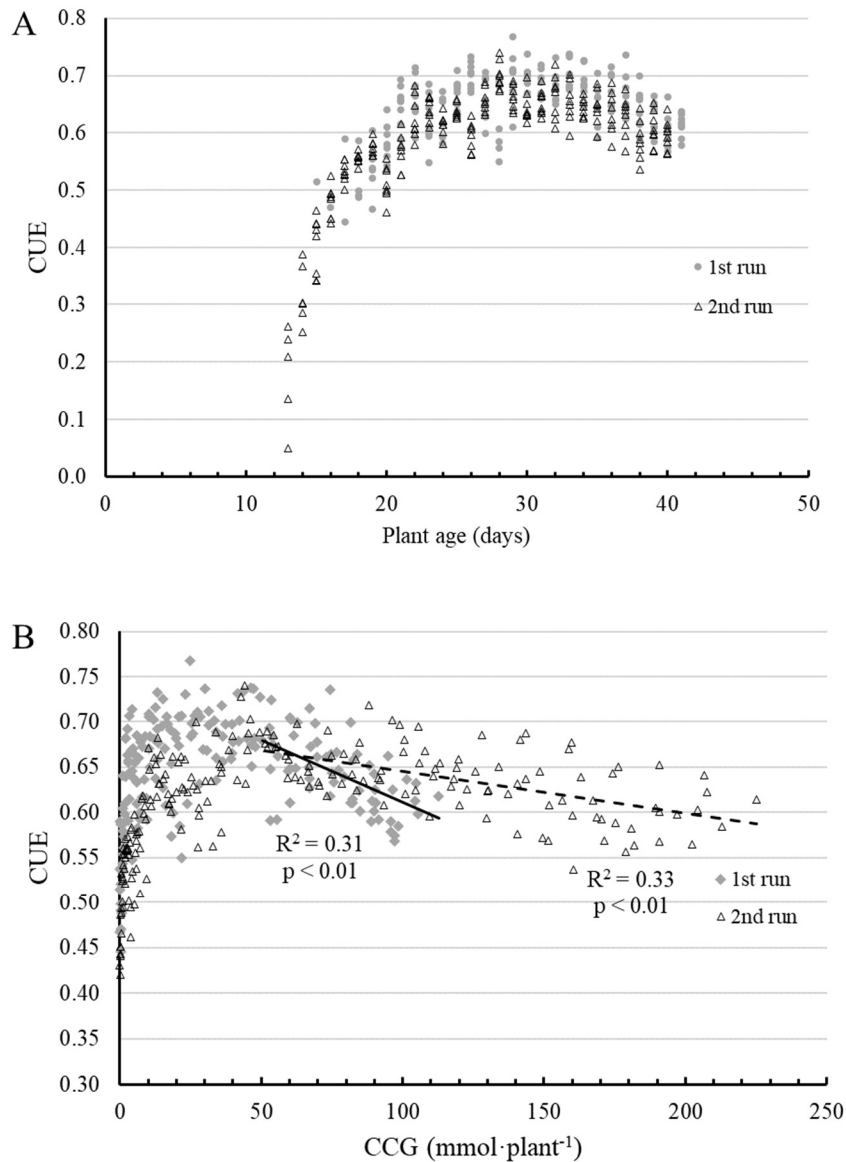 A
0.8
0.7
0.6
0.5
0.4
0.3
0.2
0.1
0.0
CUE
1st run
2nd run
0 10 20 30 40 50
Plant age (days)
B
0.80
0.75
0.70
0.65
0.60
0.55
0.50
0.45
0.40
0.35
0.30
CUE
R² = 0.31
p < 0.01
R² = 0.33
p < 0.01
1st run
2nd run
0 50 100 150 200 250
CCG (mmol·plant⁻¹)